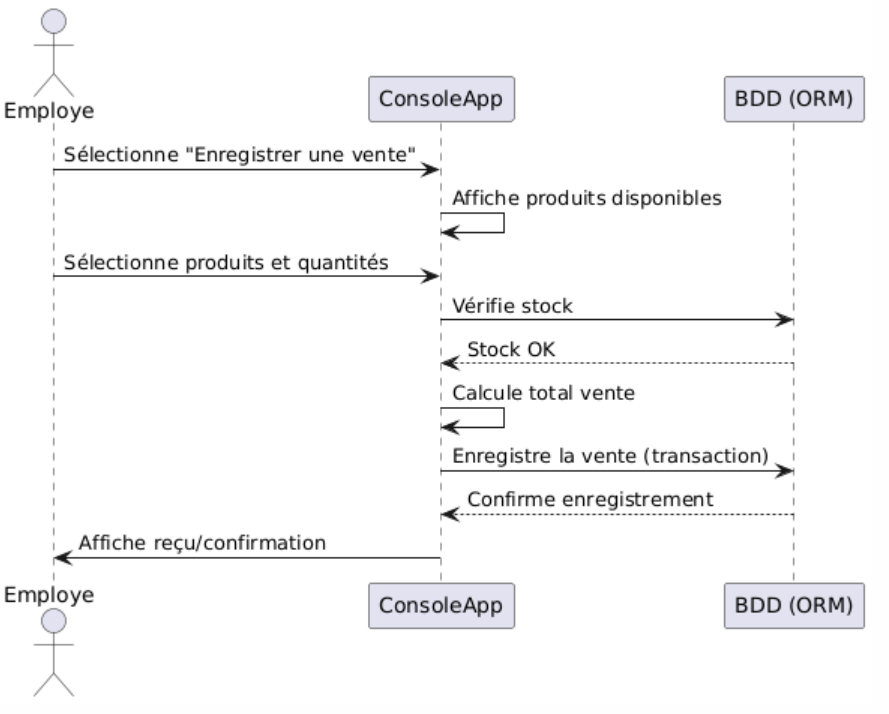 Employe
ConsoleApp
BDD (ORM)
Sélectionne "Enregistrer une vente"
Affiche produits disponibles
Sélectionne produits et quantités
Vérifie stock
Stock OK
Calcule total vente
Enregistre la vente (transaction)
Confirme enregistrement
Affiche reçu/confirmation
Employe
ConsoleApp
BDD (ORM)